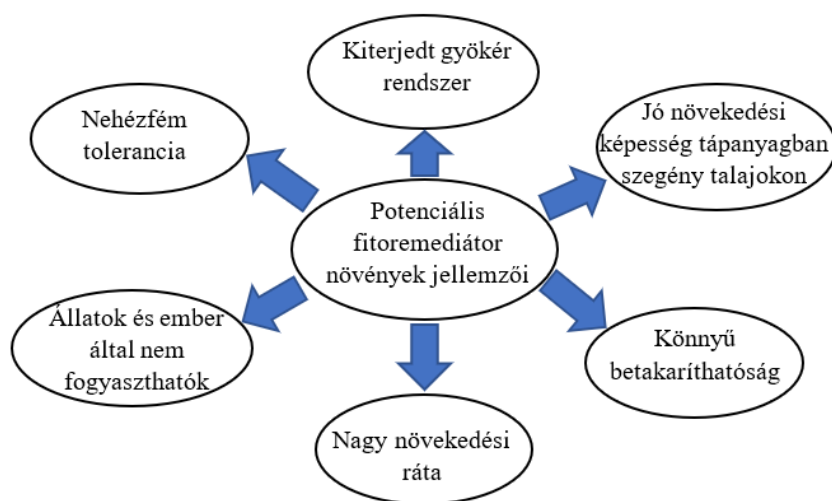 Kiterjedt gyökér
rendszer
Nehézfém
tolerancia
Jó növekedési
képesség tápanyagban
szegény talajokon
Potenciális
fitoremediátor
növények jellemzői
Állatok és ember
által nem
fogyaszthatók
Könnyű
betakaríthatóság
Nagy növekedési
ráta